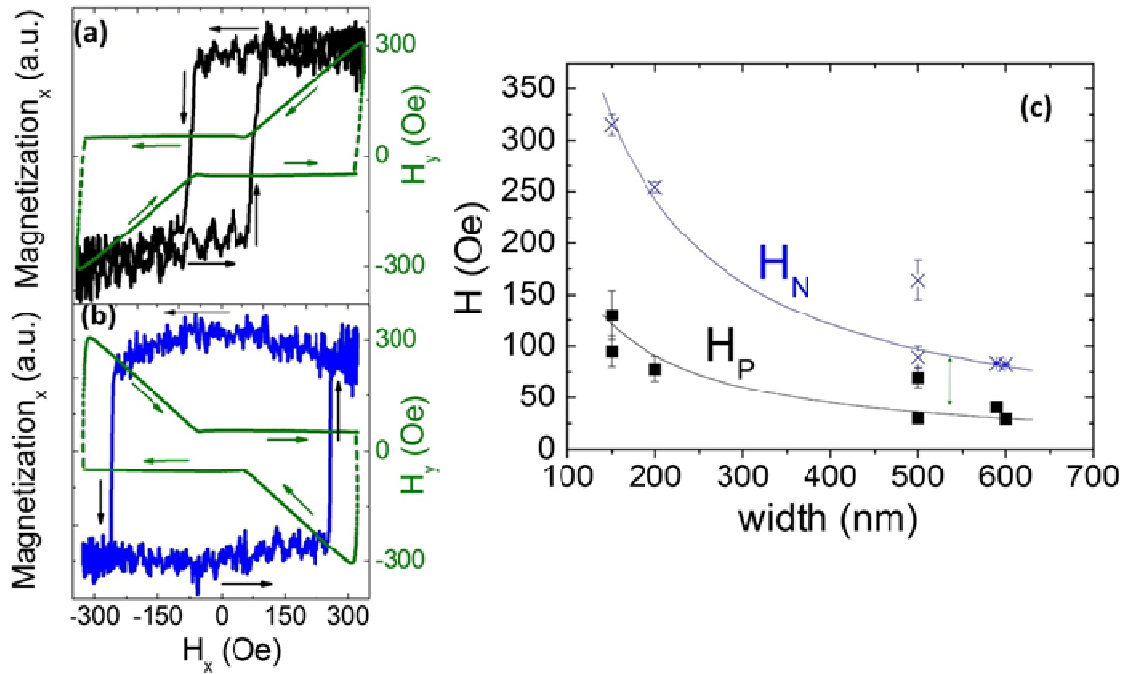 (a)
Magnetization_x (a.u.)
300
0
-300
H_y (Oe)
(b)
Magnetization_x (a.u.)
300
0
-300
H_y (Oe)
-300 -150 0 150 300
H_x (Oe)
(c)
350
300
250
200
150
100
50
0
H (Oe)
H_N
H_P
100 200 300 400 500 600 700
width (nm)